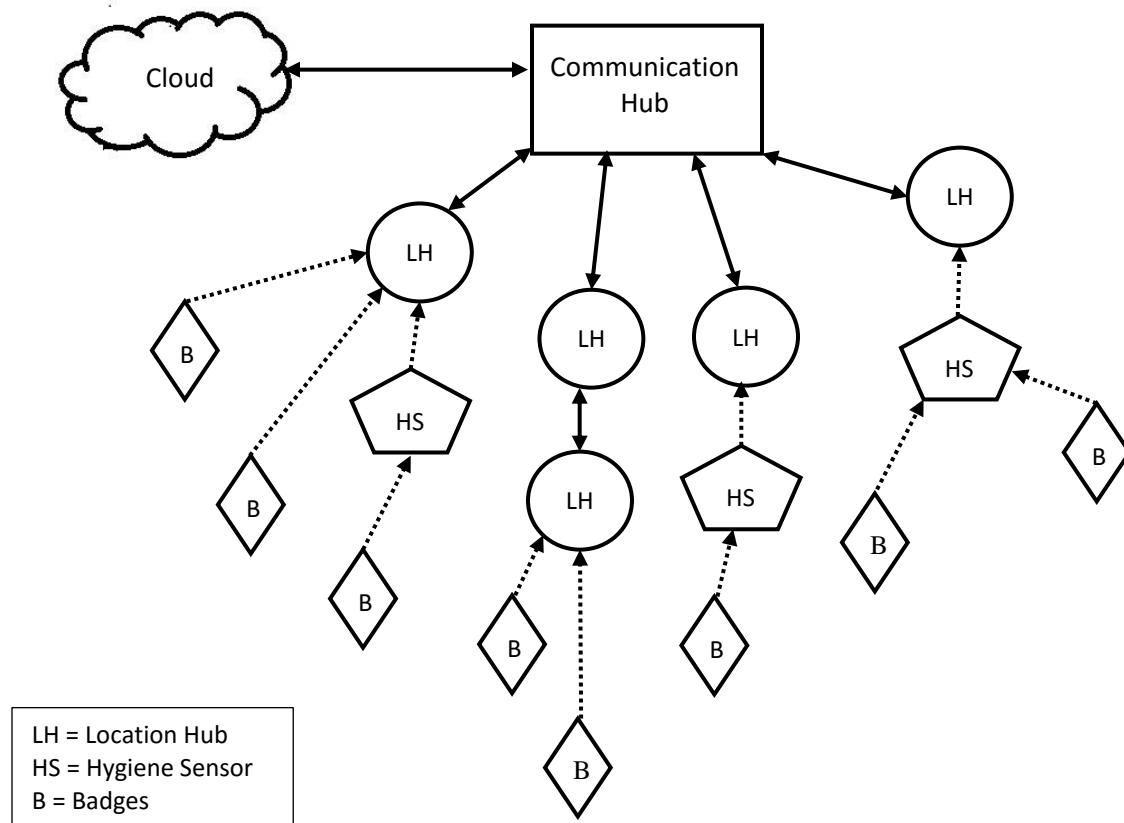 Cloud
Communication
Hub
LH
LH
LH
LH
B
HS
HS
B
B
LH
HS
B
B
B
B
B
LH = Location Hub
HS = Hygiene Sensor
B = Badges